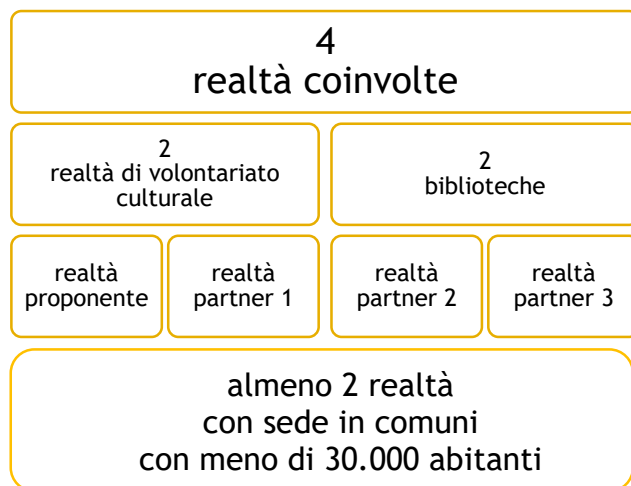 4
realtà coinvolte
2
realtà di volontariato
culturale
2
biblioteche
realtà
proponente
realtà
partner 1
realtà
partner 2
realtà
partner 3
almeno 2 realtà
con sede in comuni
con meno di 30.000 abitanti